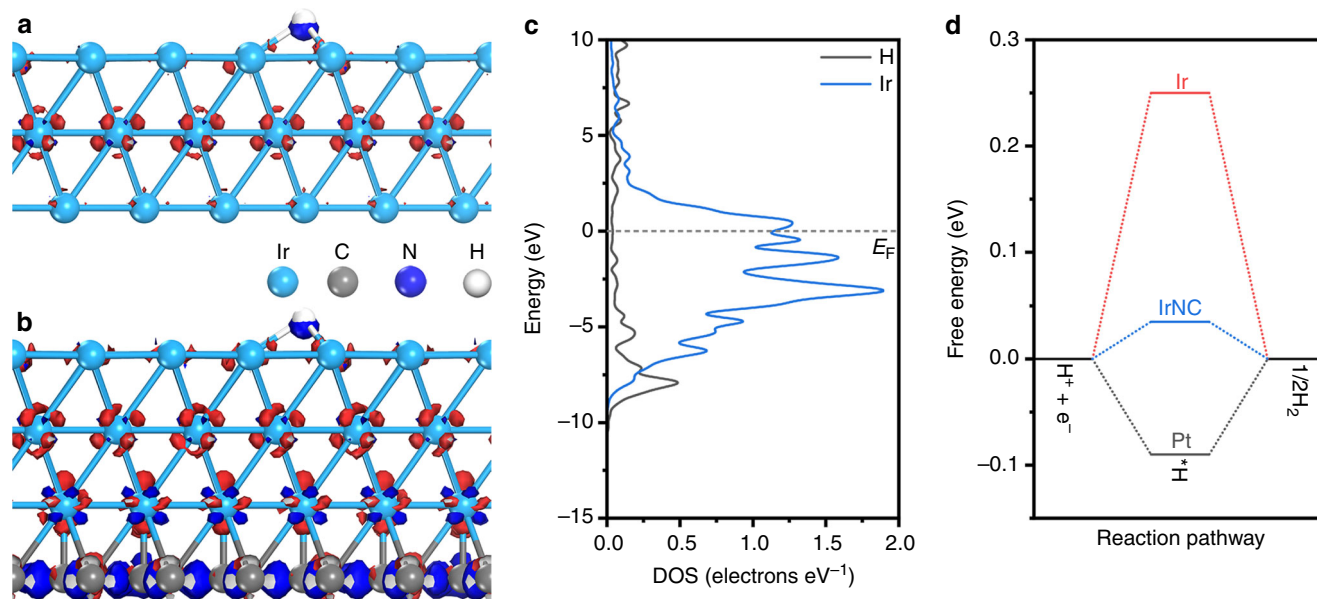 a
Ir C N H
b
c
10
5
0
−5
−10
−15
Energy (eV)
H
Ir
E_F
0.0 0.5 1.0 1.5 2.0
DOS (electrons eV⁻¹)
d
0.3
0.2
0.1
0.0
−0.1
Free energy (eV)
Ir
IrNC
Pt
H*
H⁺ + e⁻
1/2H₂
Reaction pathway